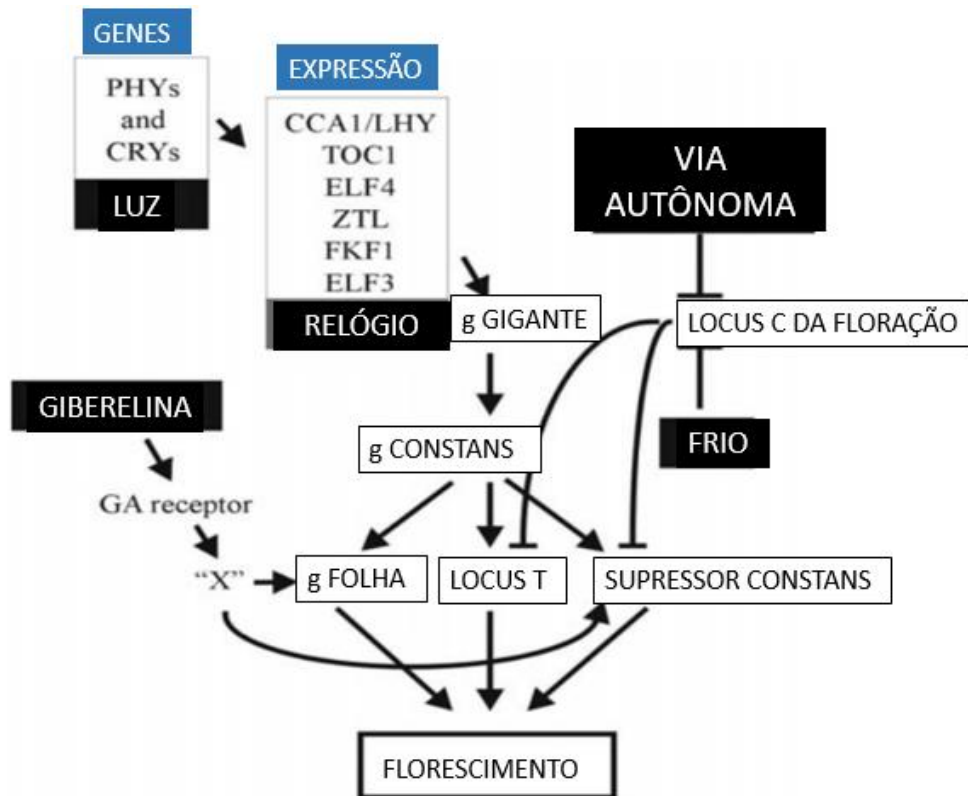 GENES
PHYs
and
CRYs
LUZ
EXPRESSÃO
CCA1/LHY
TOC1
ELF4
ZTL
FKF1
ELF3
RELÓGIO
VIA
AUTÔNOMA
g GIGANTE
LOCUS C DA FLORAÇÃO
GIBERELINA
g CONSTANS
FRIO
GA receptor
"X"
g FOLHA
LOCUS T
SUPRESSOR CONSTANS
FLORESCIMENTO